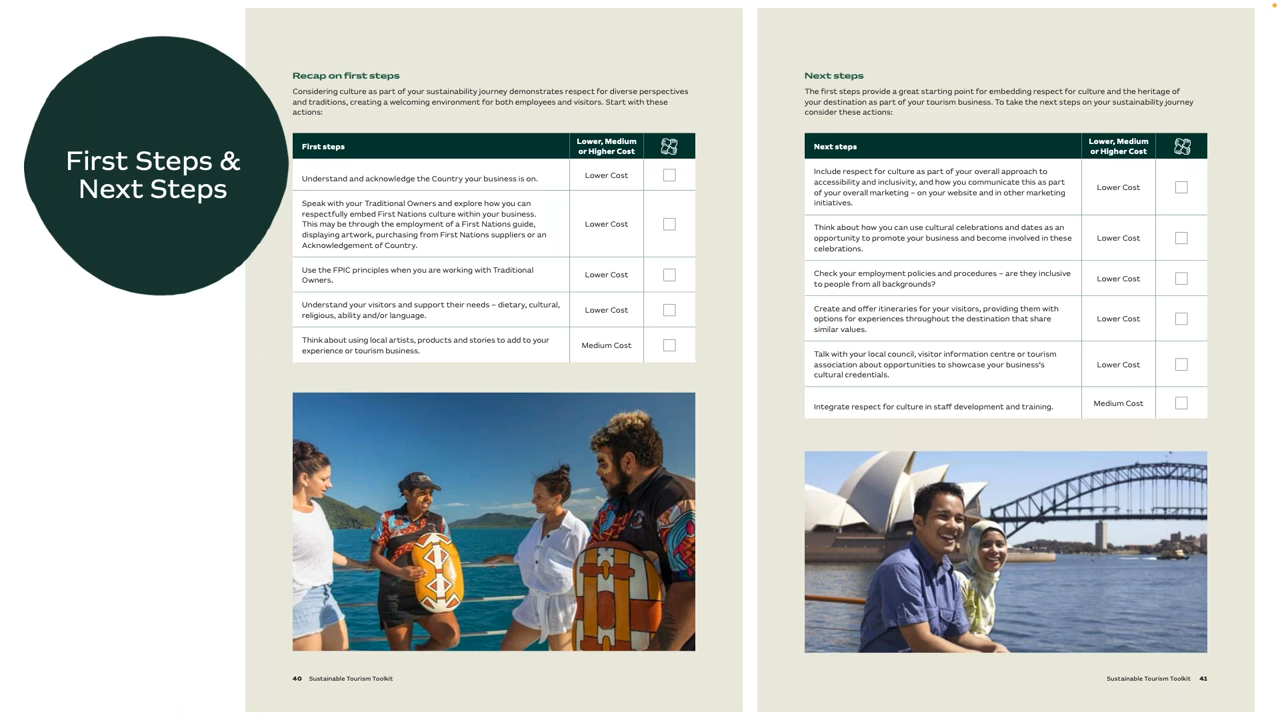 First Steps &
Next Steps
Recap on first steps
Considering culture as part of your sustainability journey demonstrates respect for diverse perspectives
and traditions, creating a welcoming environment for both employees and visitors. Start with these
actions:
First steps
Lower, Medium
or Higher Cost
Understand and acknowledge the Country your business is on.
Lower Cost
Speak with your Traditional Owners and explore how you can
respectfully embed First Nations culture within your business.
This may be through the employment of a First Nations guide,
displaying artwork, purchasing from First Nations suppliers or an
Acknowledgement of Country.
Lower Cost
Use the FPIC principles when you are working with Traditional
Owners.
Lower Cost
Understand your visitors and support their needs – dietary, cultural,
religious, ability and/or language.
Lower Cost
Think about using local artists, products and stories to add to your
experience or tourism business.
Medium Cost
40 Sustainable Tourism Toolkit
Next steps
The first steps provide a great starting point for embedding respect for culture and the heritage of
your destination as part of your tourism business. To take the next steps on your sustainability journey
consider these actions:
Next steps
Lower, Medium
or Higher Cost
Include respect for culture as part of your overall approach to
accessibility and inclusivity, and how you communicate this as part
of your overall marketing – on your website and in other marketing
initiatives.
Lower Cost
Think about how you can use cultural celebrations and dates as an
opportunity to promote your business and become involved in these
celebrations.
Lower Cost
Check your employment policies and procedures – are they inclusive
to people from all backgrounds?
Lower Cost
Create and offer itineraries for your visitors, providing them with
options for experiences throughout the destination that share
similar values.
Lower Cost
Talk with your local council, visitor information centre or tourism
association about opportunities to showcase your business's
cultural credentials.
Lower Cost
Integrate respect for culture in staff development and training.
Medium Cost
Sustainable Tourism Toolkit 41